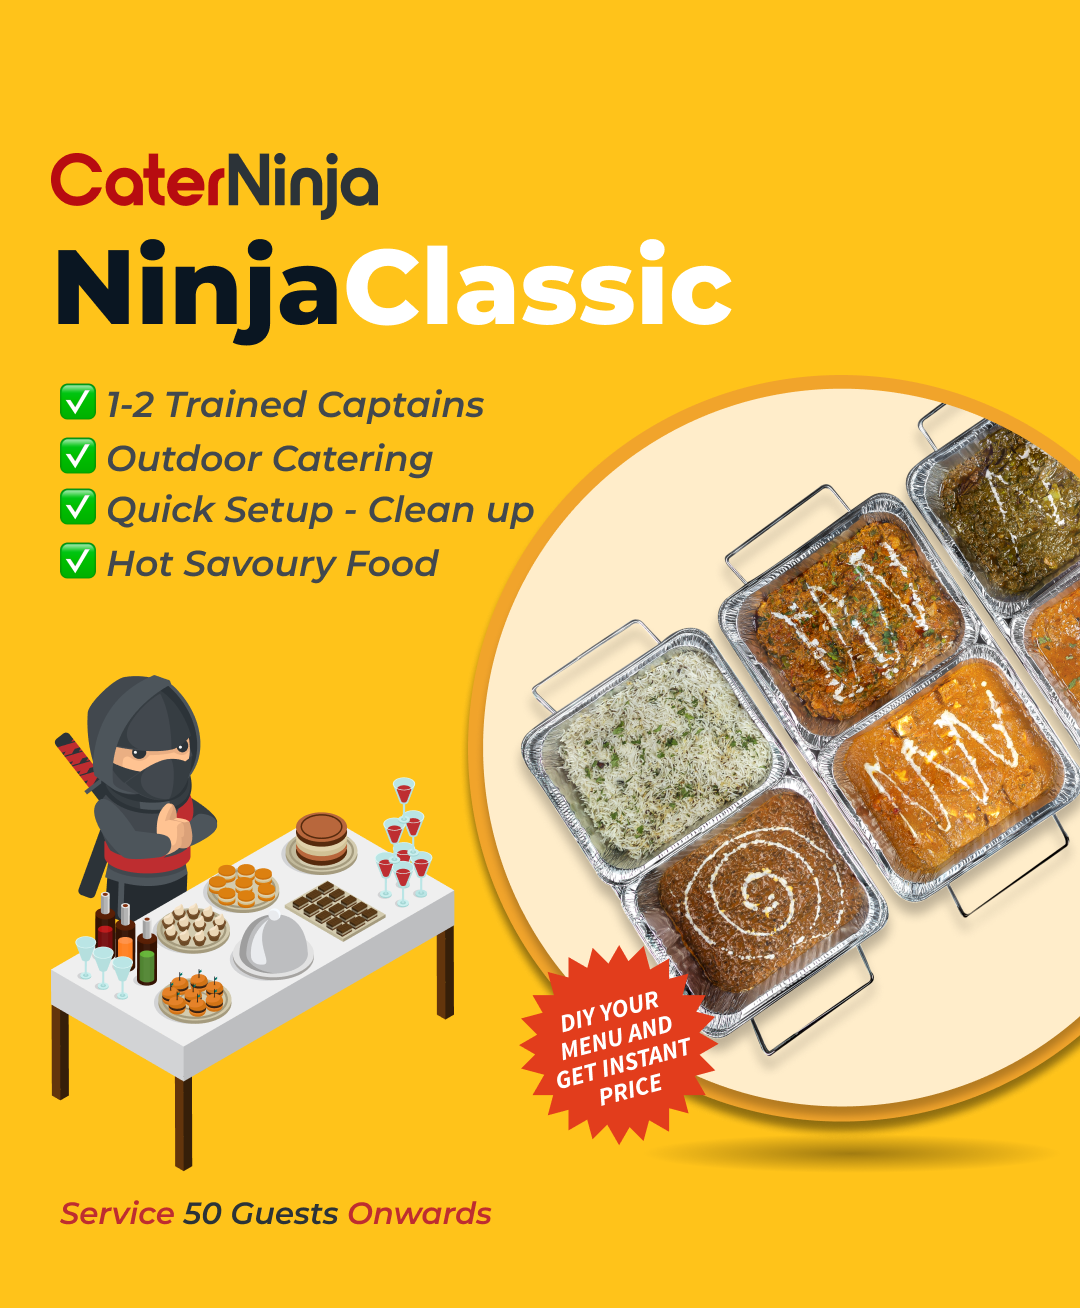 CaterNinja
NinjaClassic
✅ 1-2 Trained Captains
✅ Outdoor Catering
✅ Quick Setup - Clean up
✅ Hot Savoury Food
DIY YOUR
MENU AND
GET INSTANT
PRICE
Service 50 Guests Onwards